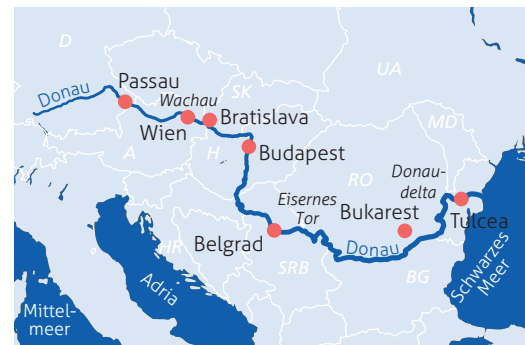 D
UA
Passau
Donau
Wachau
SK
Bratislava
Wien
MD
A
H
Budapest
RO
Donau-
delta
Eisernes
Tor
Bukarest
Tulcea
HR
Belgrad
Donau
SRB
BG
Adria
Schwarzes
Meer
Mittel-
meer